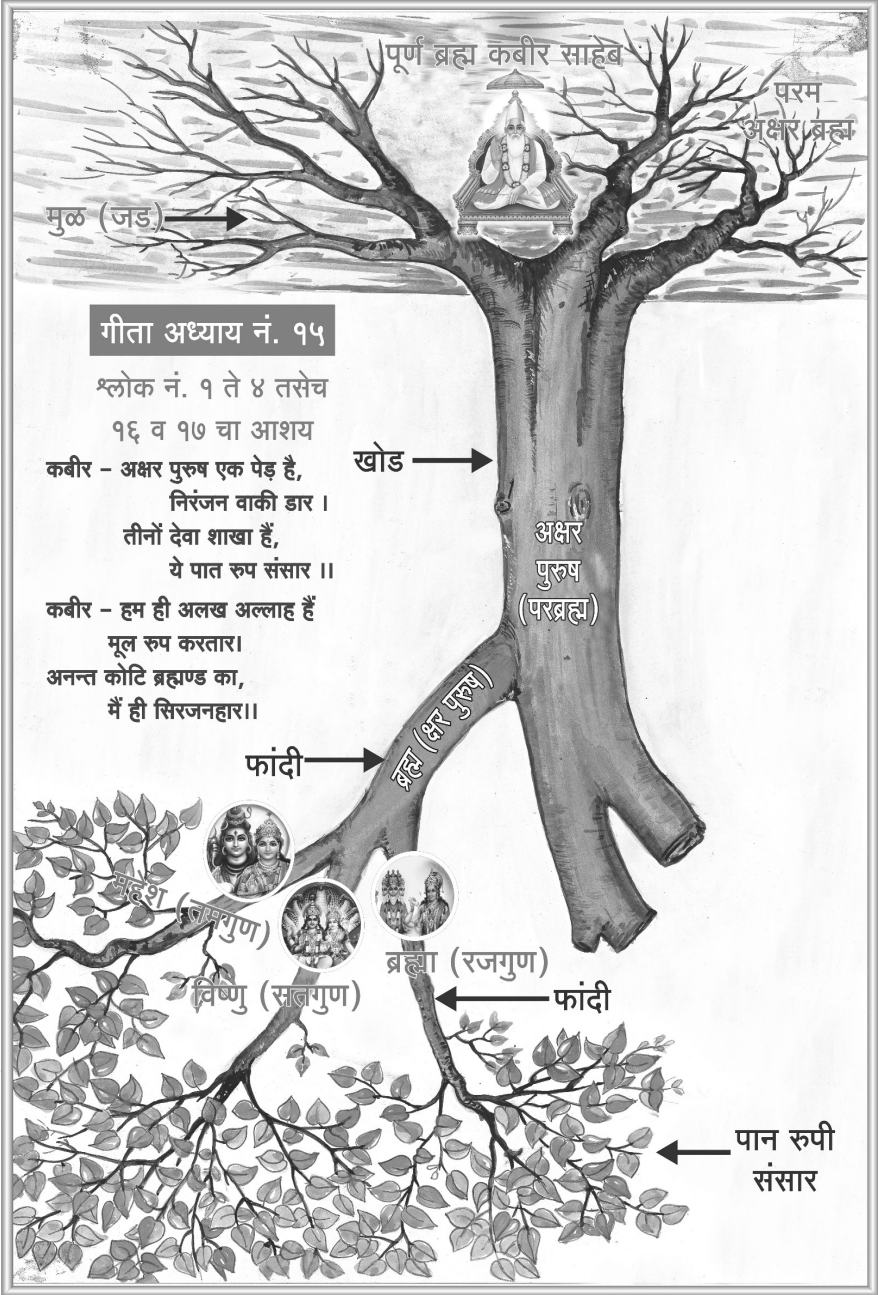 पूर्ण ब्रह्म कबीर साहेब
परम
अक्षर ब्रह्म
मुळ (जड)
गीता अध्याय नं. १५
श्लोक नं. १ ते ४ तसेच
१६ व १७ चा आशय
कबीर – अक्षर पुरुष एक पेड़ है,
निरंजन वाकी डार ।
तीनों देवा शाखा हैं,
ये पात रुप संसार ।।
कबीर – हम ही अलख अल्लाह हैं
मूल रुप करतार।
अनन्त कोटि ब्रह्मण्ड का,
मैं ही सिरजनहार।।
खोड
अक्षर
पुरुष
(परब्रह्म)
ब्रह्म (क्षर पुरुष)
फांदी
महेश (तमगुण)
विष्णु (सतगुण)
ब्रह्मा (रजगुण)
फांदी
पान रुपी
संसार